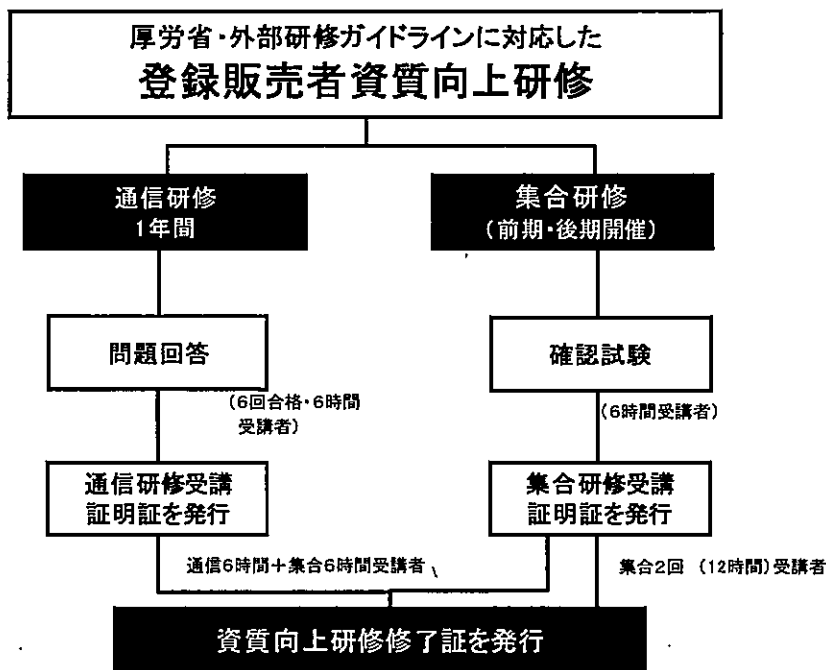 厚労省・外部研修ガイドラインに対応した
登録販売者資質向上研修
通信研修
1年間
集合研修
(前期・後期開催)
問題回答
確認試験
(6回合格・6時間
受講者)
(6時間受講者)
通信研修受講
証明証を発行
集合研修受講
証明証を発行
通信6時間+集合6時間受講者
集合2回 (12時間)受講者
資質向上研修修了証を発行